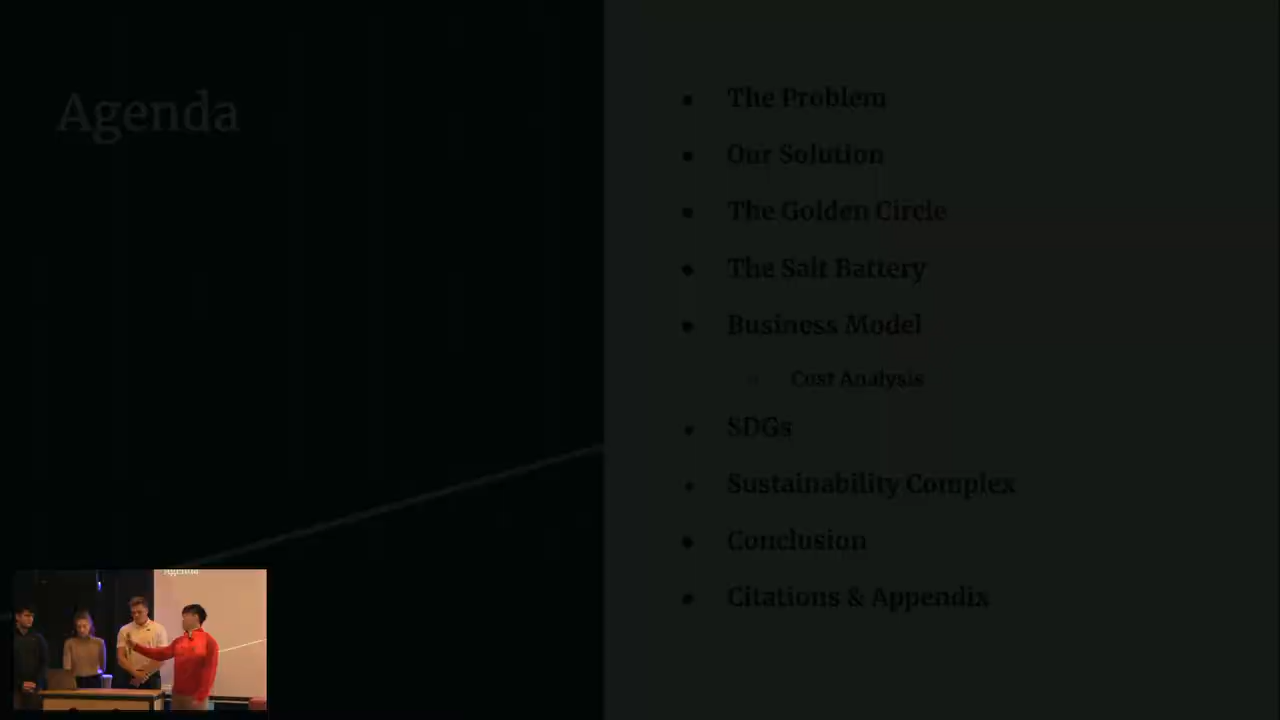 Agenda
The Problem
Our Solution
The Golden Circle
The Salt Battery
Business Model
Cost Analysis
SDGs
Sustainability Complex
Conclusion
Citations & Appendix
Agenda